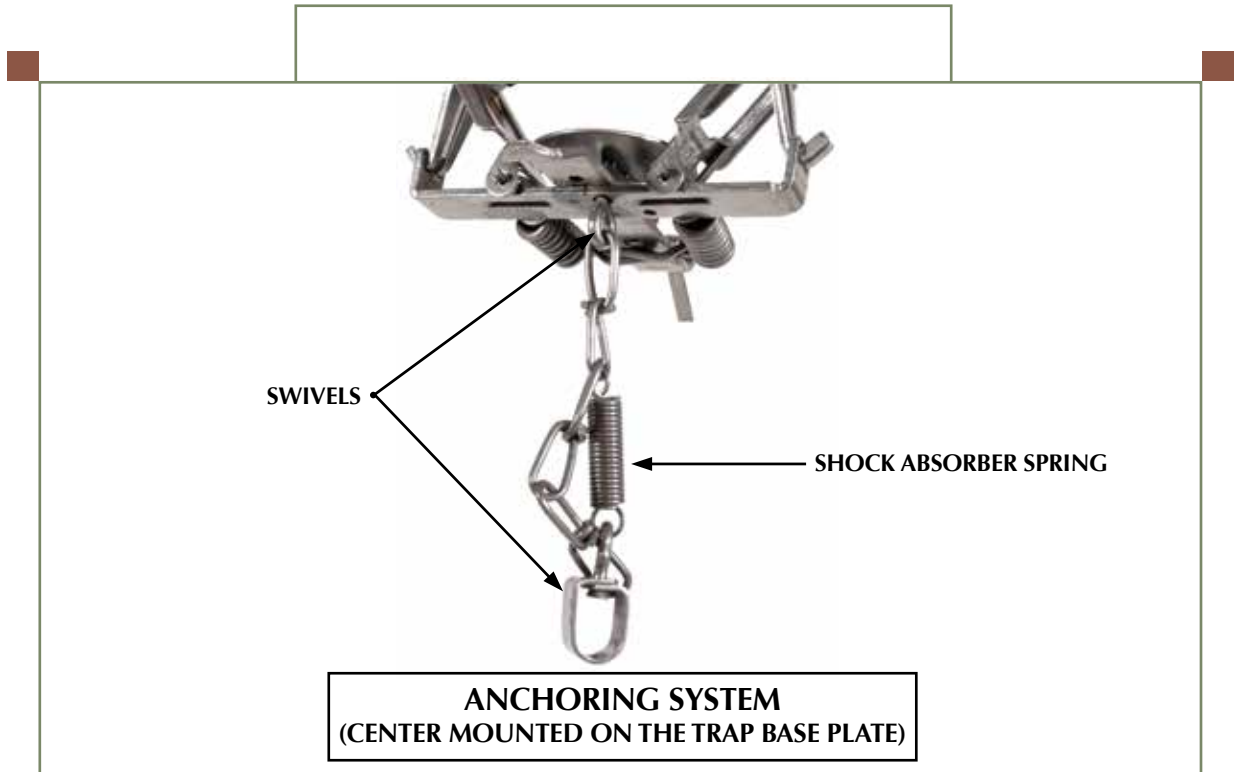 SWIVELS
SHOCK ABSORBER SPRING
ANCHORING SYSTEM
(CENTER MOUNTED ON THE TRAP BASE PLATE)